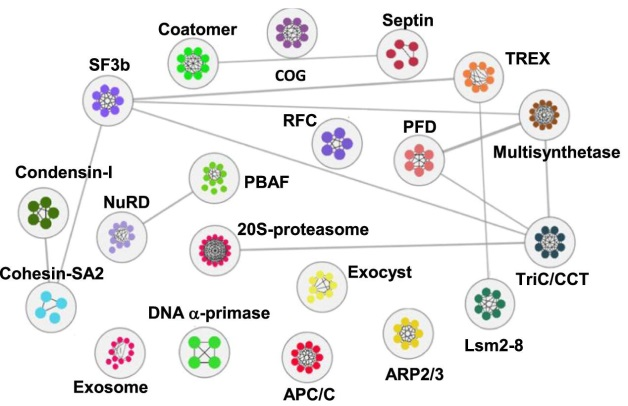 Septin
Coatomer
TREX
SF3b
COG
RFC
PFD
Multisynthetase
Condensin-I
PBAF
NuRD
20S-proteasome
Cohesin-SA2
Exocyst
TriC/CCT
DNA α-primase
Lsm2-8
ARP2/3
Exosome
APC/C